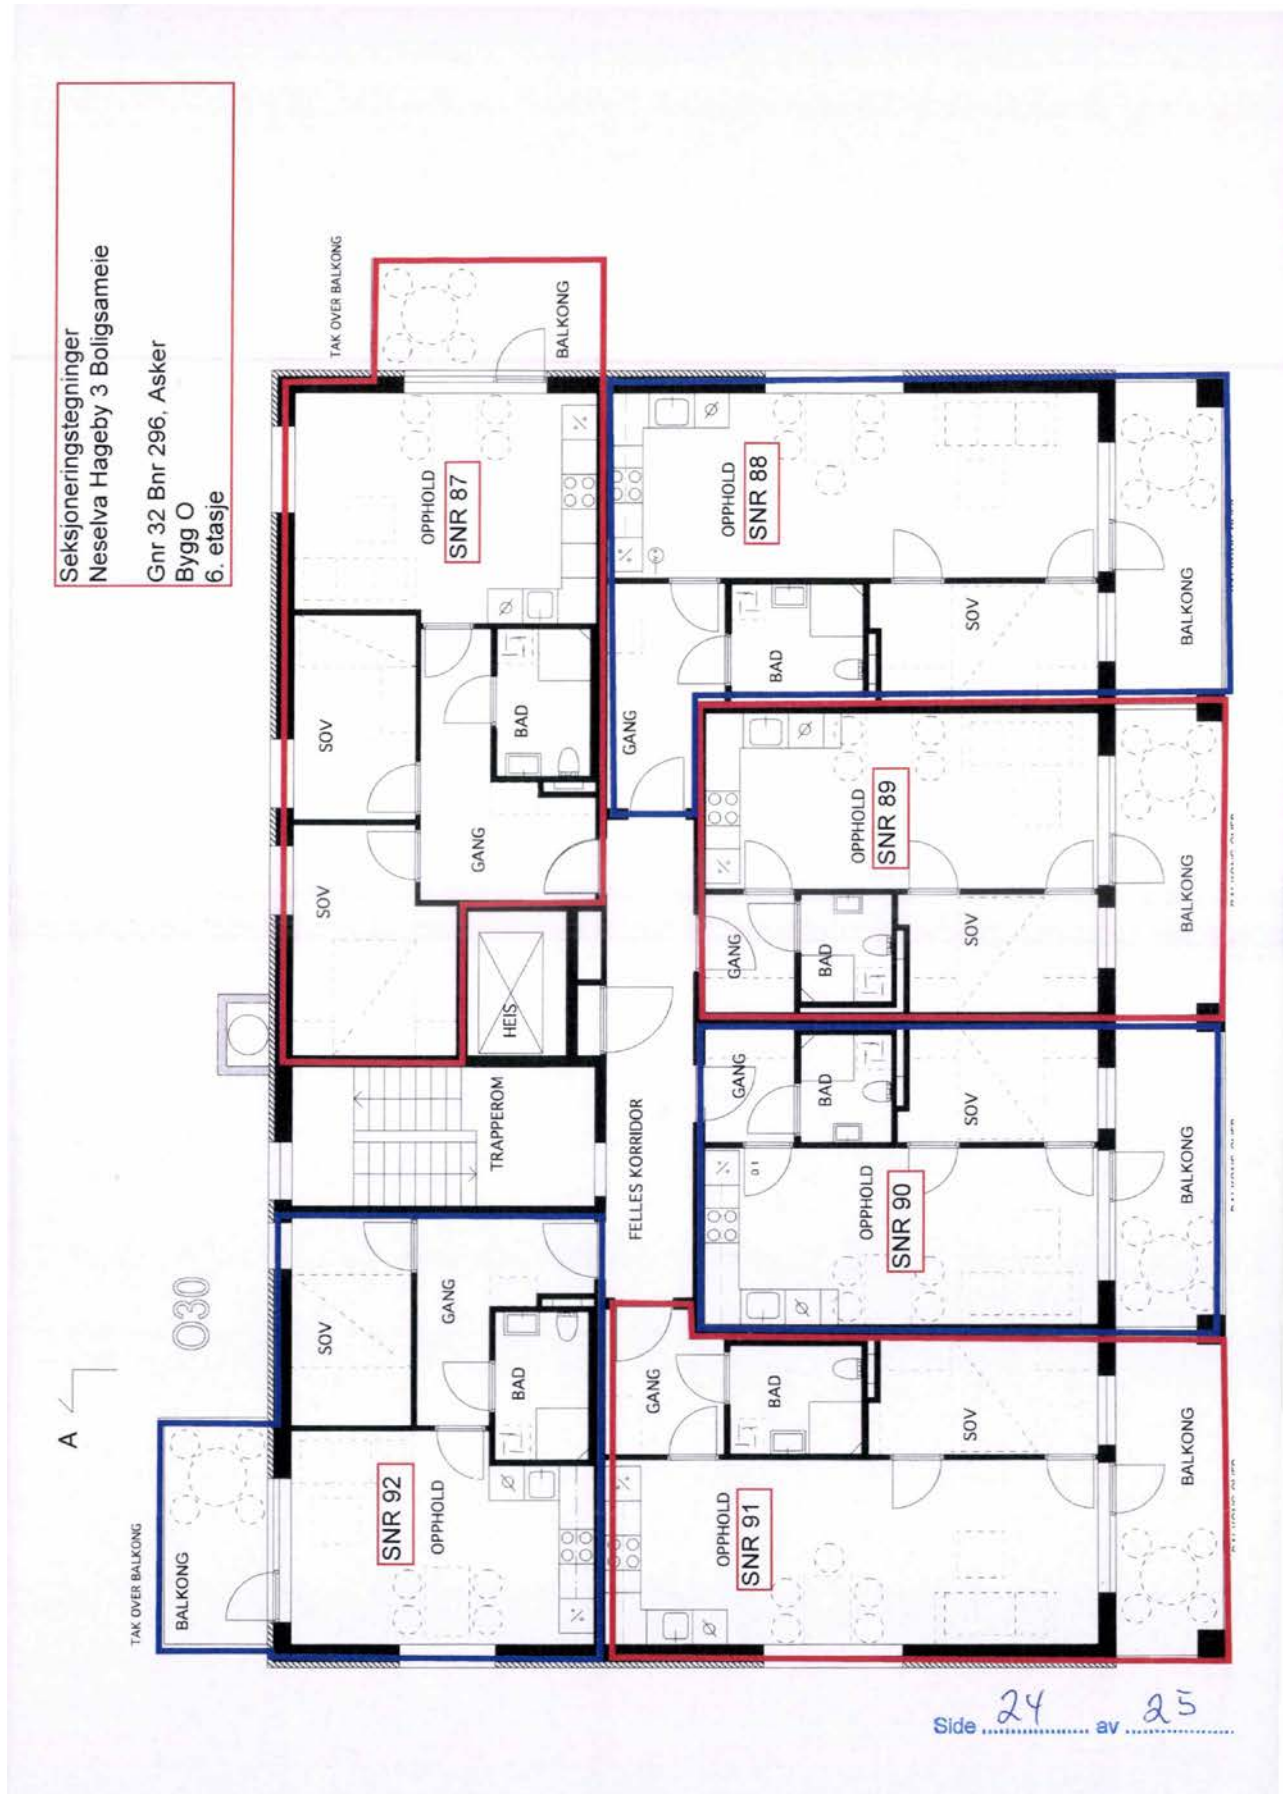 Seksjoneringstegninger
Neselva Hageby 3 Boligsameie
Gnr 32 Bnr 296, Asker
Bygg O
6. etasje
A
O30
TAK OVER BALKONG
BALKONG
SNR 92
OPPHOLD
SOV
GANG
BAD
TRAPPEROM
HEIS
FELLES KORRIDOR
TAK OVER BALKONG
BALKONG
OPPHOLD
SNR 87
SOV
SOV
GANG
BAD
OPPHOLD
SNR 88
GANG
BAD
SOV
BALKONG
OPPHOLD
SNR 89
GANG
BAD
SOV
BALKONG
OPPHOLD
SNR 90
GANG
BAD
SOV
BALKONG
OPPHOLD
SNR 91
GANG
BAD
SOV
BALKONG
Side 24 av 25